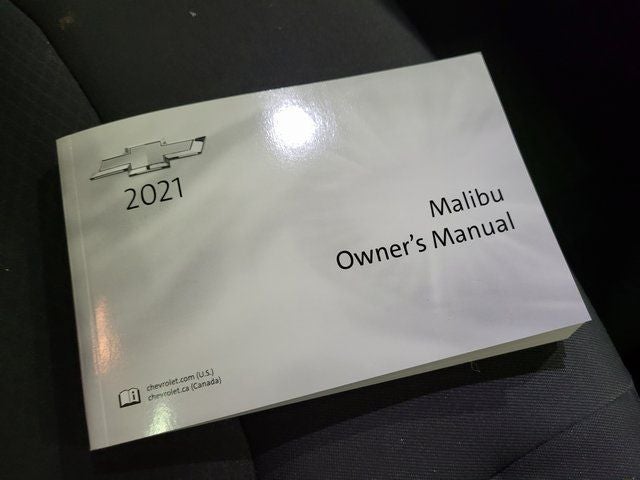 2021
Malibu
Owner's Manual
chevrolet.com (U.S.)
chevrolet.ca (Canada)